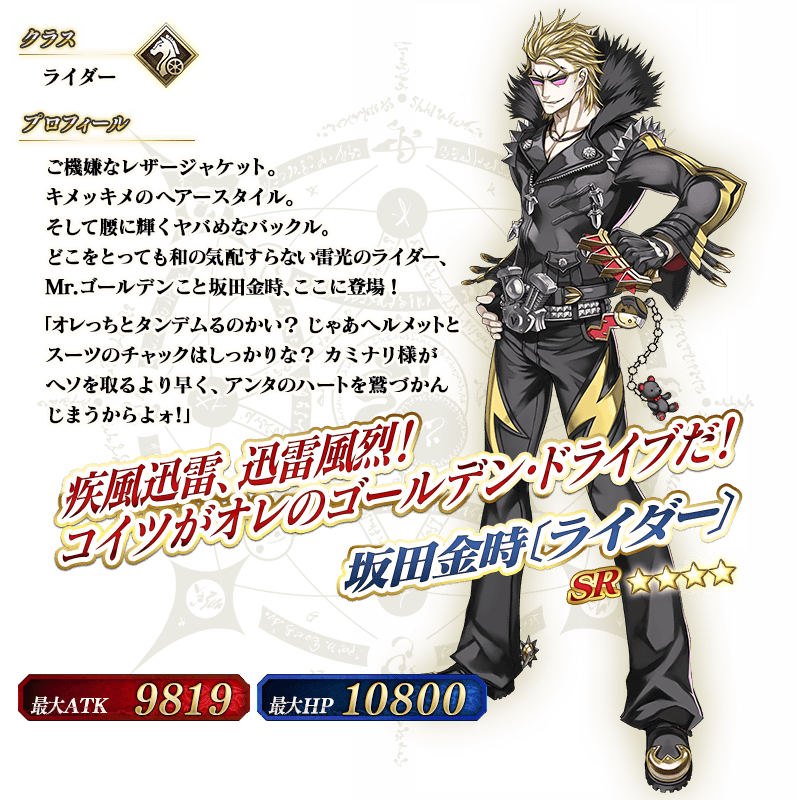 クラス
ライダー
プロフィール
ご機嫌なレザージャケット。
キメッキメのヘアースタイル。
そして腰に輝くヤバめなバックル。
どこをとっても和の気配すらない雷光のライダー、
Mr.ゴールデンこと坂田金時、ここに登場！
「オレっちとタンデムるのかい？ じゃあヘルメットと
スーツのチャックはしっかりな？ カミナリ様が
ヘソを取るより早く、アンタのハートを鷲づかん
じまうからよォ！」
疾風迅雷、迅雷風烈！
コイツがオレのゴールデン・ドライブだ！
坂田金時〔ライダー〕
SR
最大ATK 9819
最大HP 10800